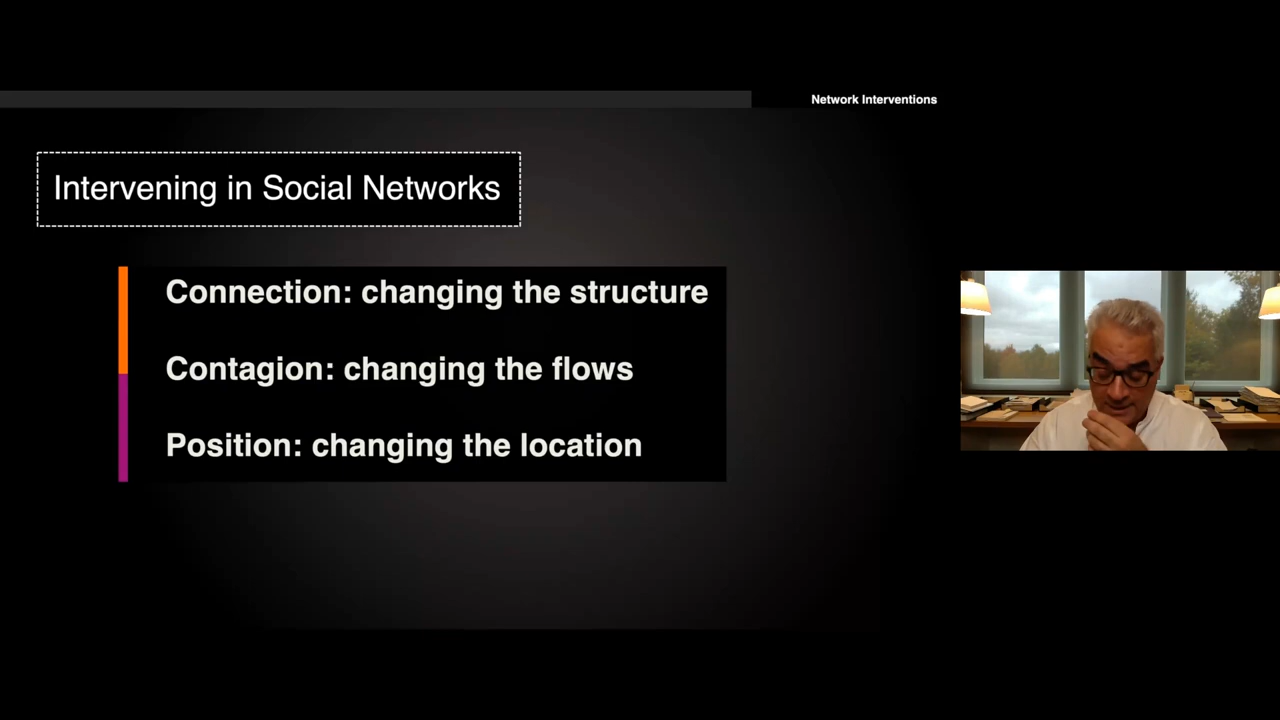 Network Interventions
Intervening in Social Networks
Connection: changing the structure
Contagion: changing the flows
Position: changing the location